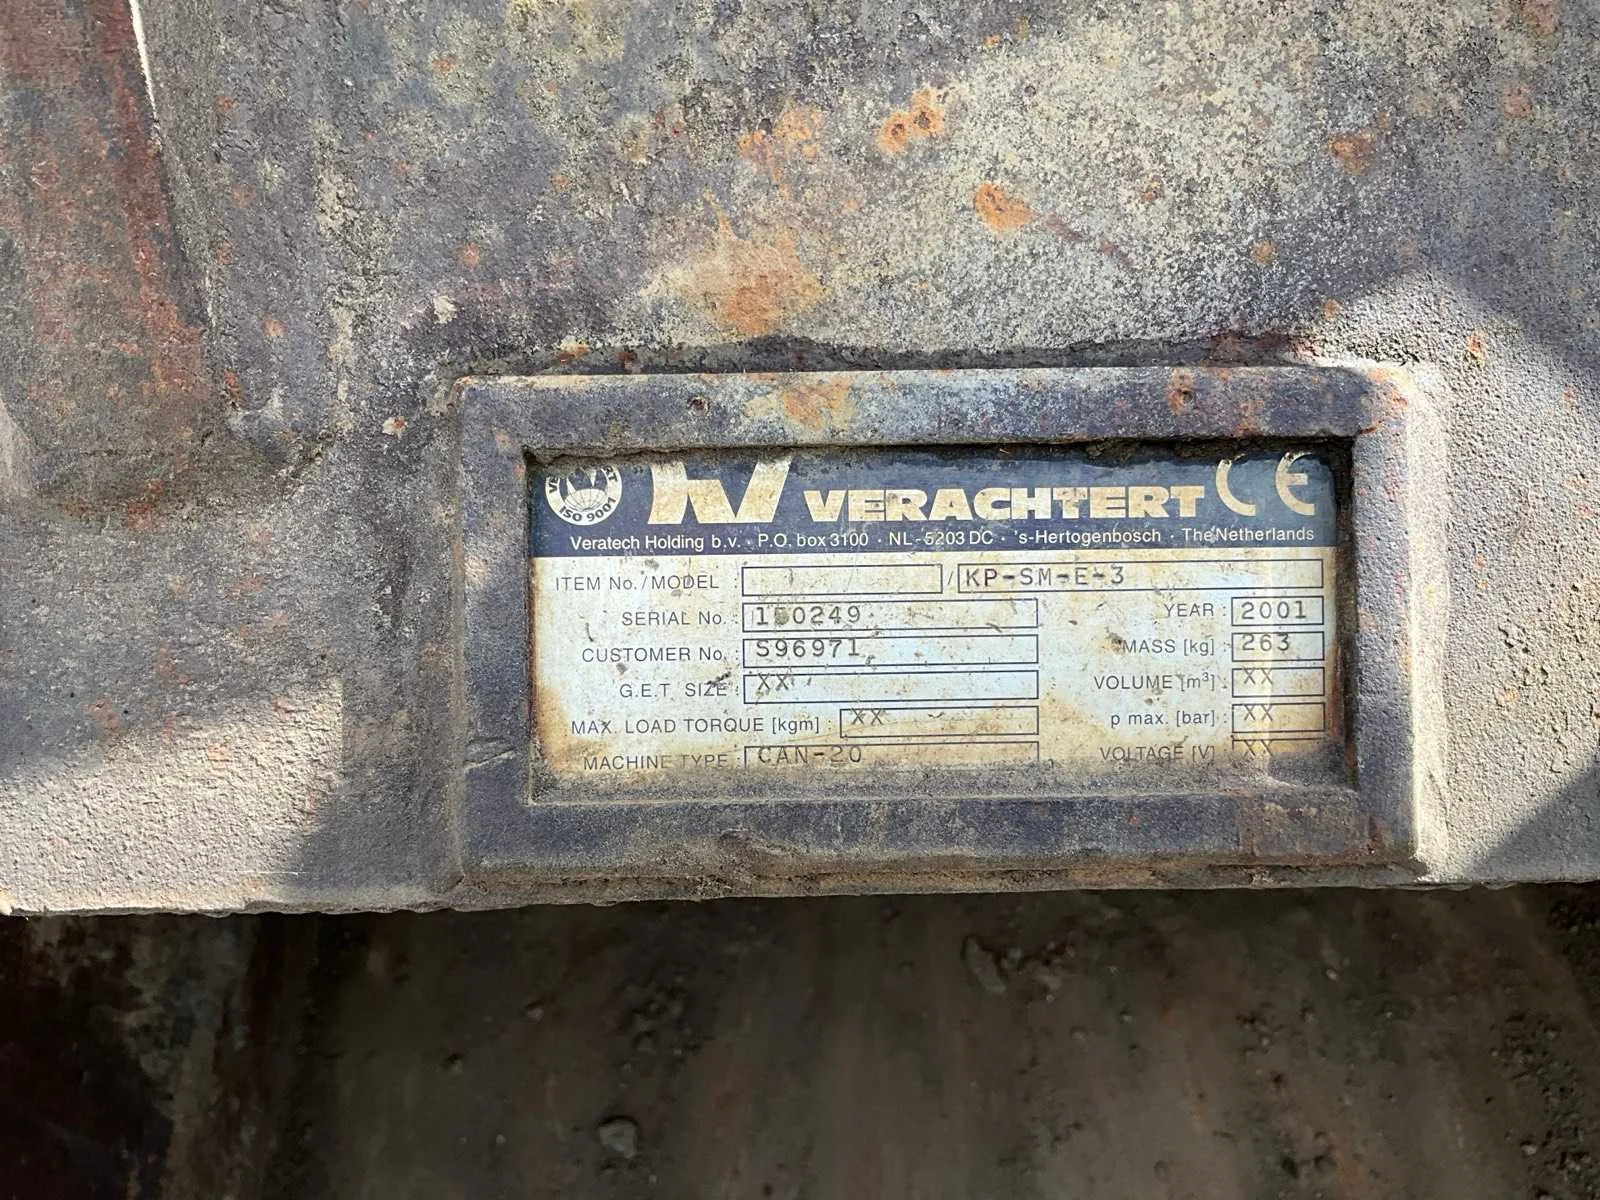 ISO 9001
VERACHTERT CE
Veratech Holding b.v. · P.O. box 3100 · NL-5203 DC · 's-Hertogenbosch · The Netherlands
ITEM No./MODEL : / KP-SM-E-3
SERIAL No. : YEAR : 2001
CUSTOMER No. : S96971 MASS [kg] : 263
G.E.T. SIZE : XX VOLUME [m³] : XX
MAX. LOAD TORQUE [kgm] : XX p max. [bar] : XX
MACHINE TYPE : CAN-20 VOLTAGE [V] : XX